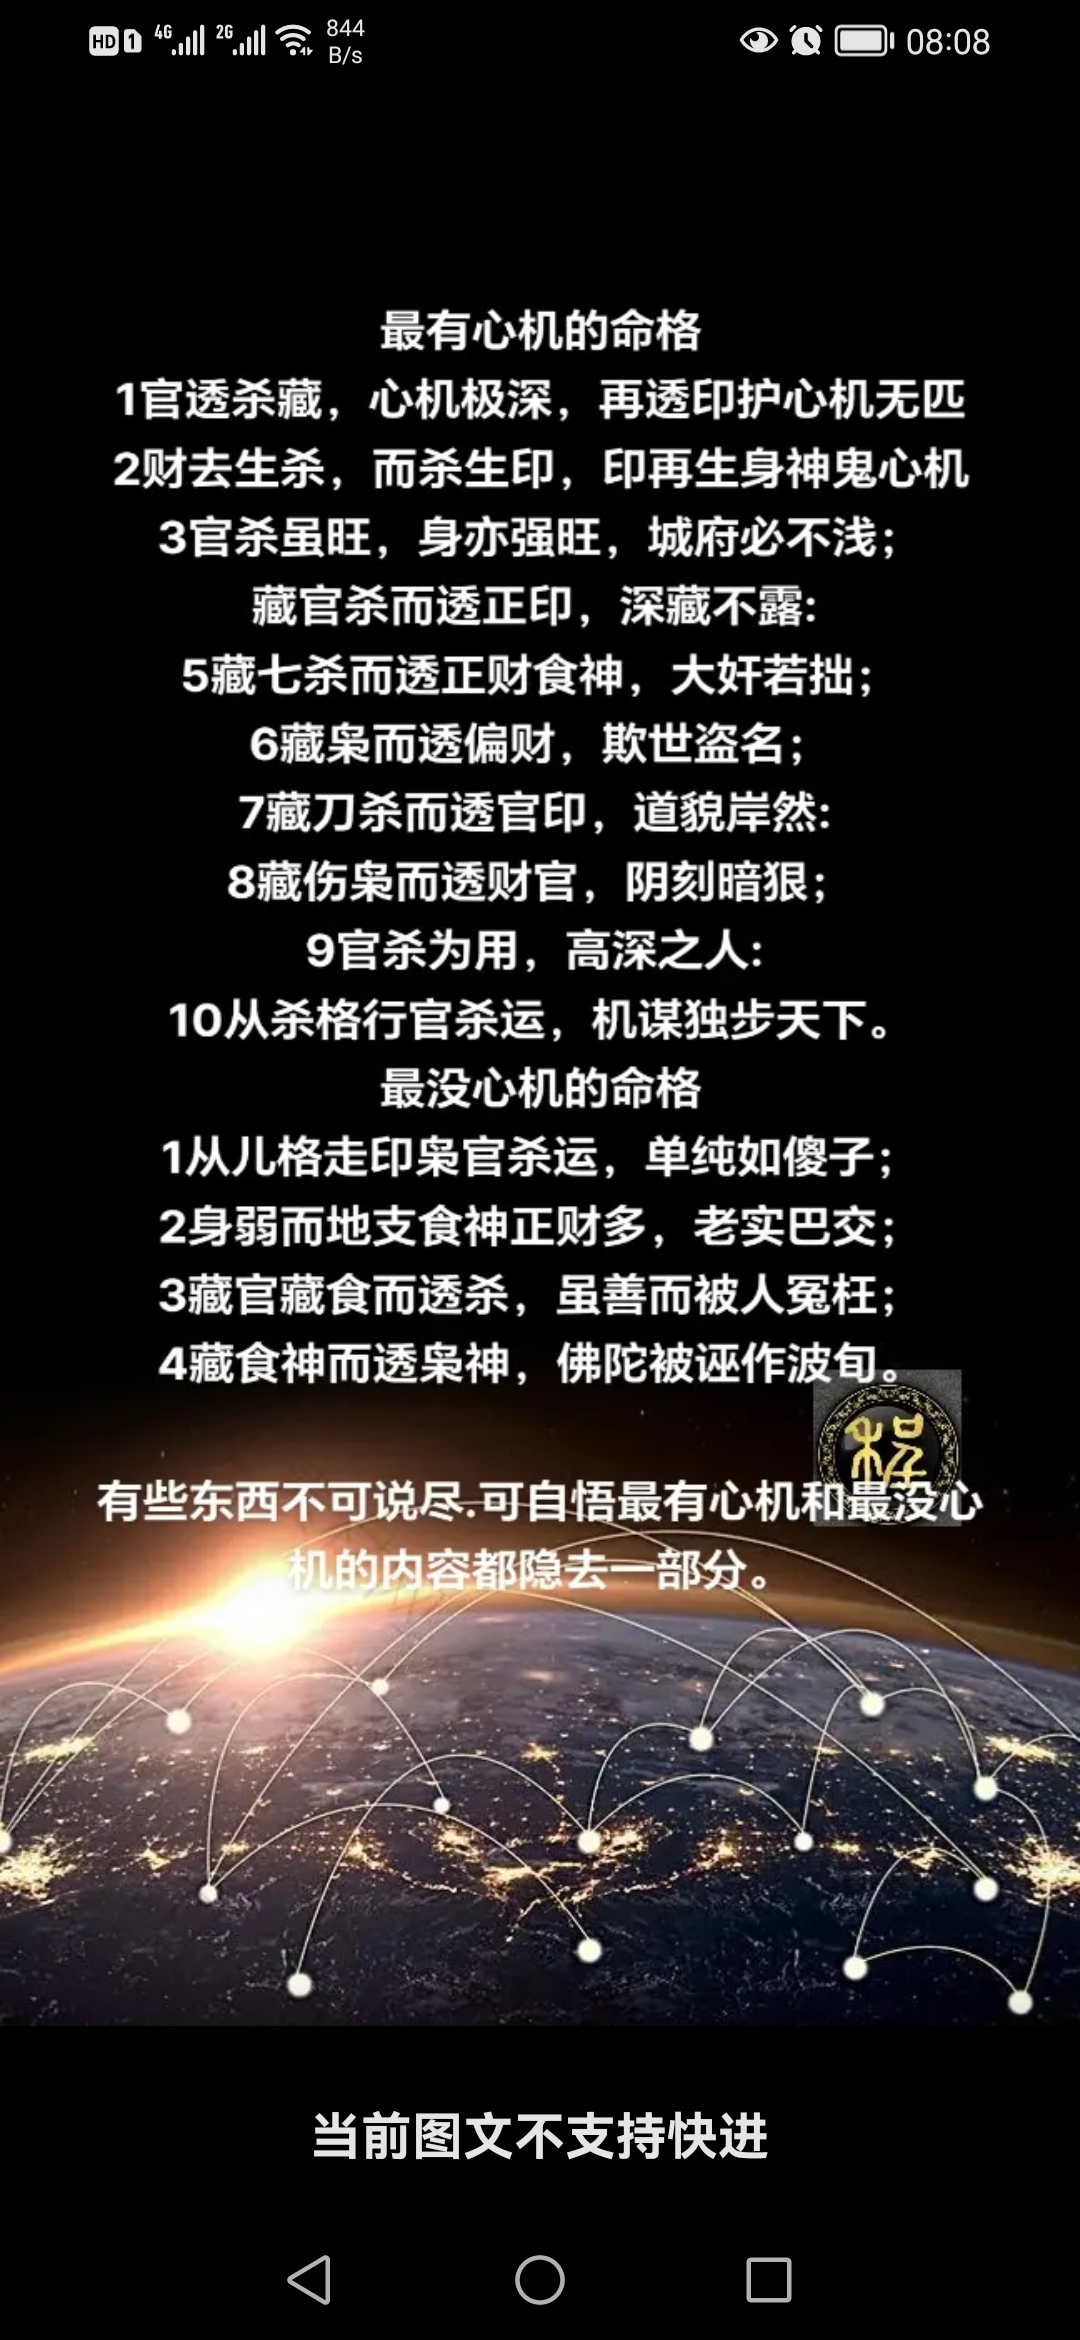 HD 1 4G 2G 844 B/s 08:08
最有心机的命格
1官透杀藏，心机极深，再透印护心机无匹
2财去生杀，而杀生印，印再生身神鬼心机
3官杀虽旺，身亦强旺，城府必不浅；
藏官杀而透正印，深藏不露:
5藏七杀而透正财食神，大奸若拙；
6藏枭而透偏财，欺世盗名；
7藏刀杀而透官印，道貌岸然:
8藏伤枭而透财官，阴刻暗狠；
9官杀为用，高深之人:
10从杀格行官杀运，机谋独步天下。
最没心机的命格
1从儿格走印枭官杀运，单纯如傻子；
2身弱而地支食神正财多，老实巴交；
3藏官藏食而透杀，虽善而被人冤枉；
4藏食神而透枭神，佛陀被诬作波旬。
有些东西不可说尽.可自悟最有心机和最没心
机的内容都隐去一部分。
当前图文不支持快进